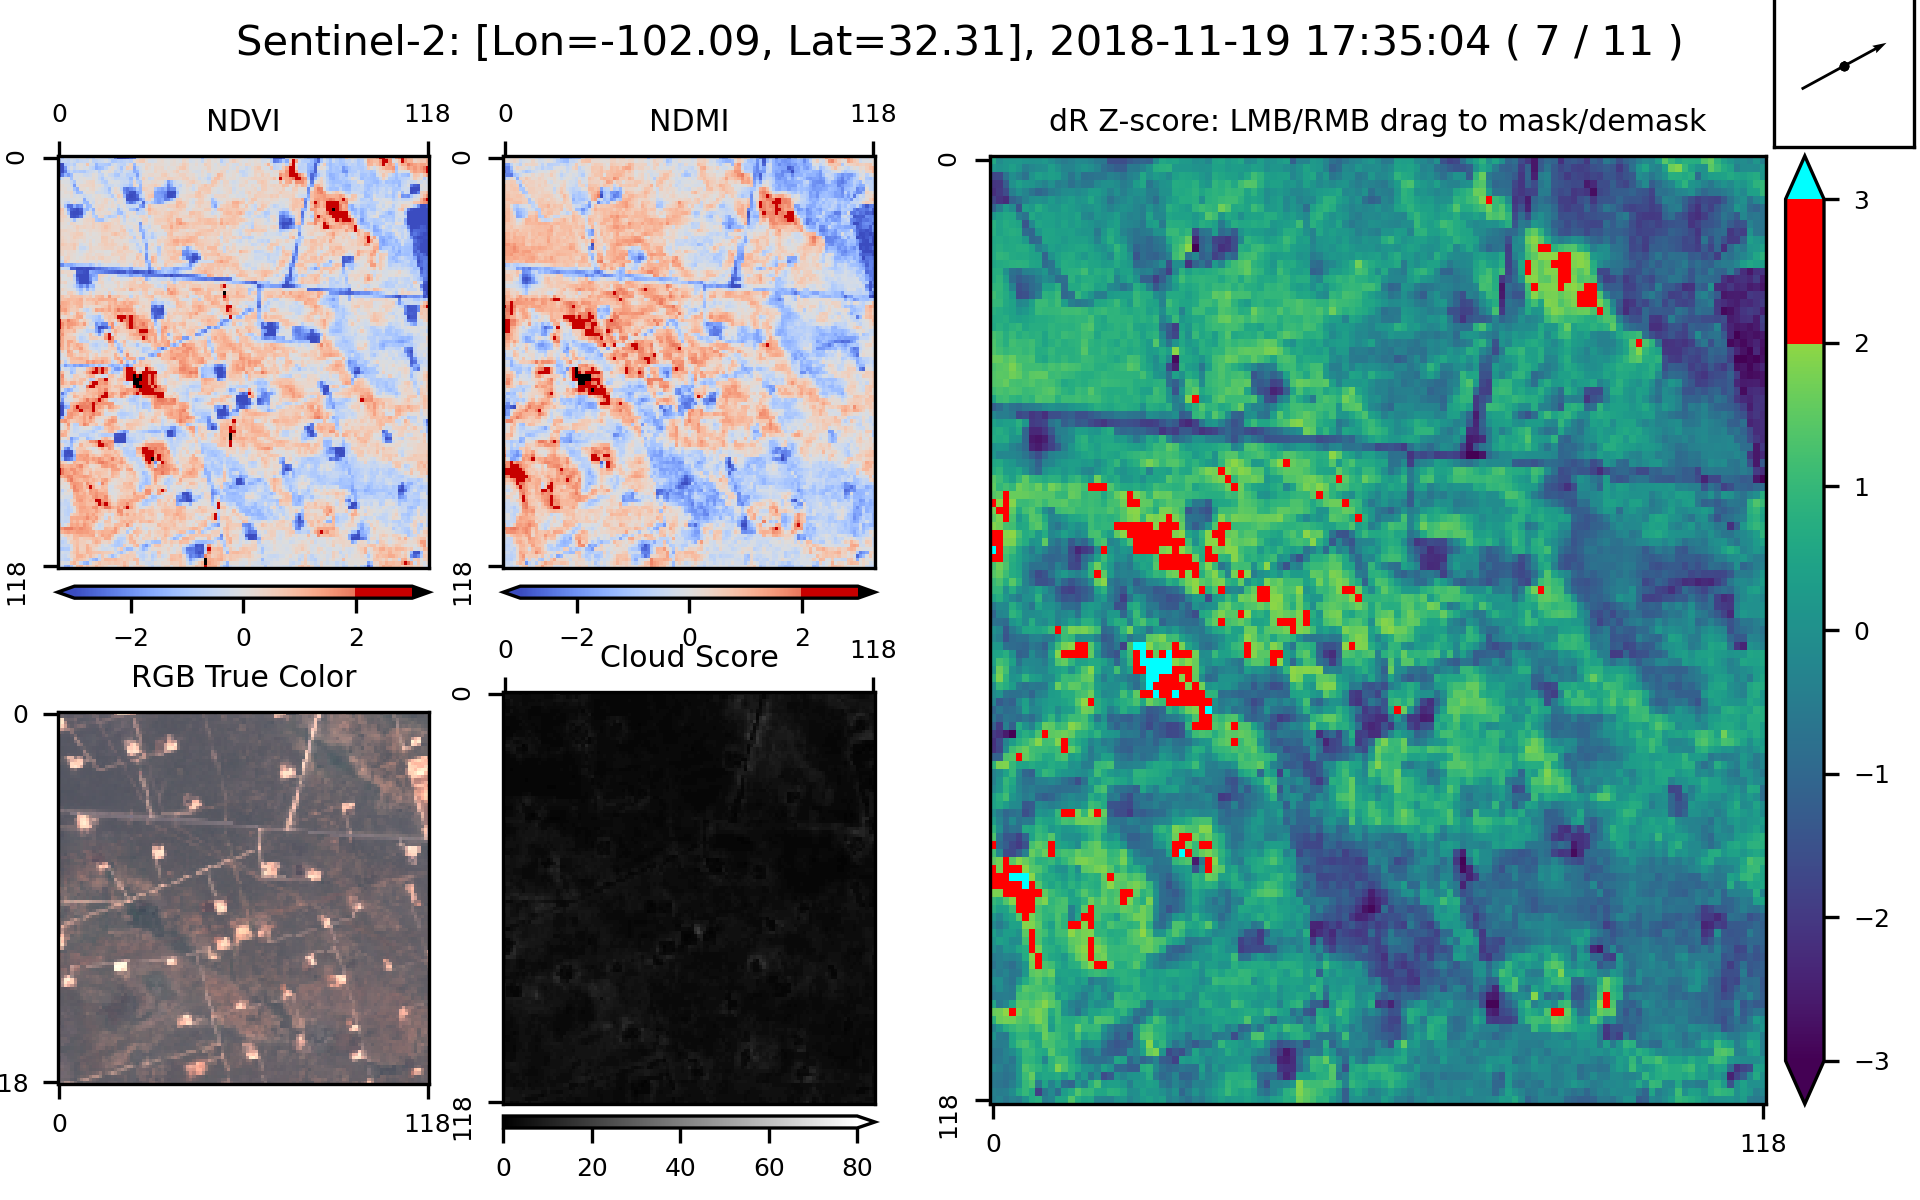 Sentinel-2: [Lon=-102.09, Lat=32.31], 2018-11-19 17:35:04 ( 7 / 11 )
0 NDVI 118
0
118
−2 0 2
0 NDMI 118
0
118
−2 0 2
dR Z-score: LMB/RMB drag to mask/demask
0
118
0 118
3
2
1
0
−1
−2
−3
RGB True Color
0
18
0 118
0 Cloud Score 118
0
118
0 20 40 60 80